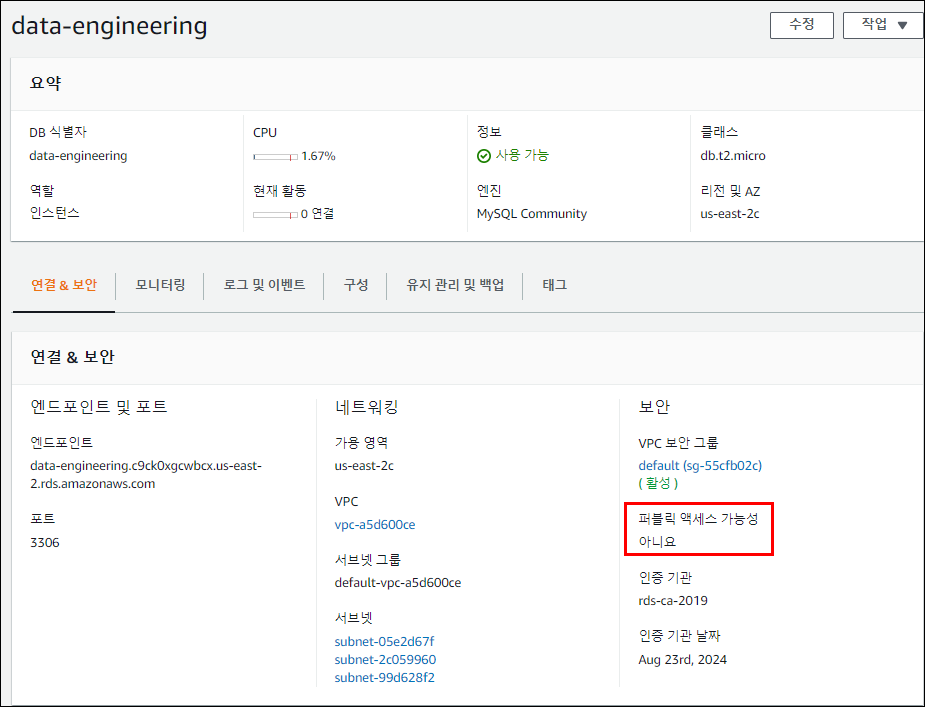 data-engineering
수정
작업
요약
DB 식별자
data-engineering
CPU
1.67%
정보
사용 가능
클래스
db.t2.micro
역할
인스턴스
현재 활동
0 연결
엔진
MySQL Community
리전 및 AZ
us-east-2c
연결 & 보안
모니터링
로그 및 이벤트
구성
유지 관리 및 백업
태그
연결 & 보안
엔드포인트 및 포트
엔드포인트
data-engineering.c9ck0xgcwbcx.us-east-
2.rds.amazonaws.com
포트
3306
네트워킹
가용 영역
us-east-2c
VPC
vpc-a5d600ce
서브넷 그룹
default-vpc-a5d600ce
서브넷
subnet-05e2d67f
subnet-2c059960
subnet-99d628f2
보안
VPC 보안 그룹
default (sg-55cfb02c)
( 활성 )
퍼블릭 액세스 가능성
아니요
인증 기관
rds-ca-2019
인증 기관 날짜
Aug 23rd, 2024